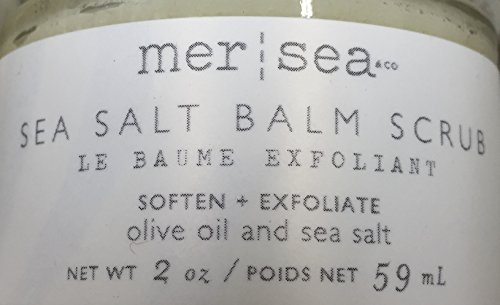 mer¦sea & co
SEA SALT BALM SCRUB
LE BAUME EXFOLIANT
SOFTEN + EXFOLIATE
olive oil and sea salt
NET WT 2 oz / POIDS NET 59 mL